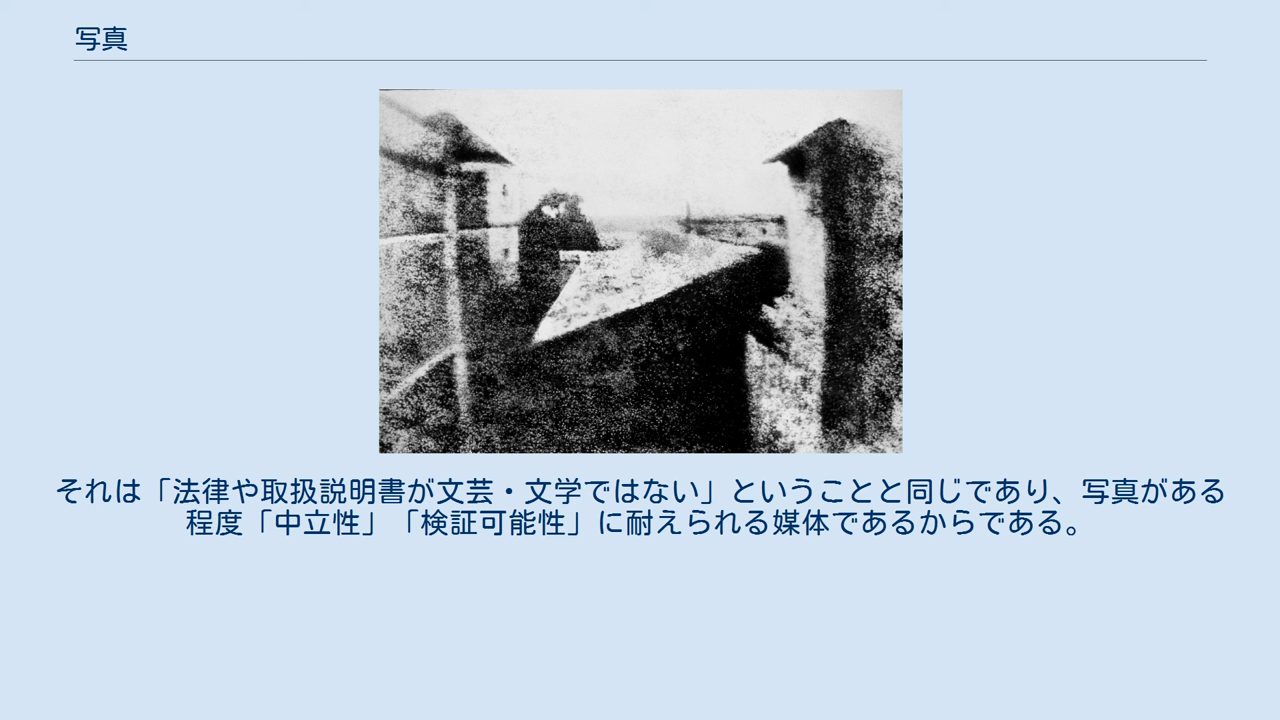 写真
それは「法律や取扱説明書が文芸・文学ではない」ということと同じであり、写真がある
程度「中立性」「検証可能性」に耐えられる媒体であるからである。